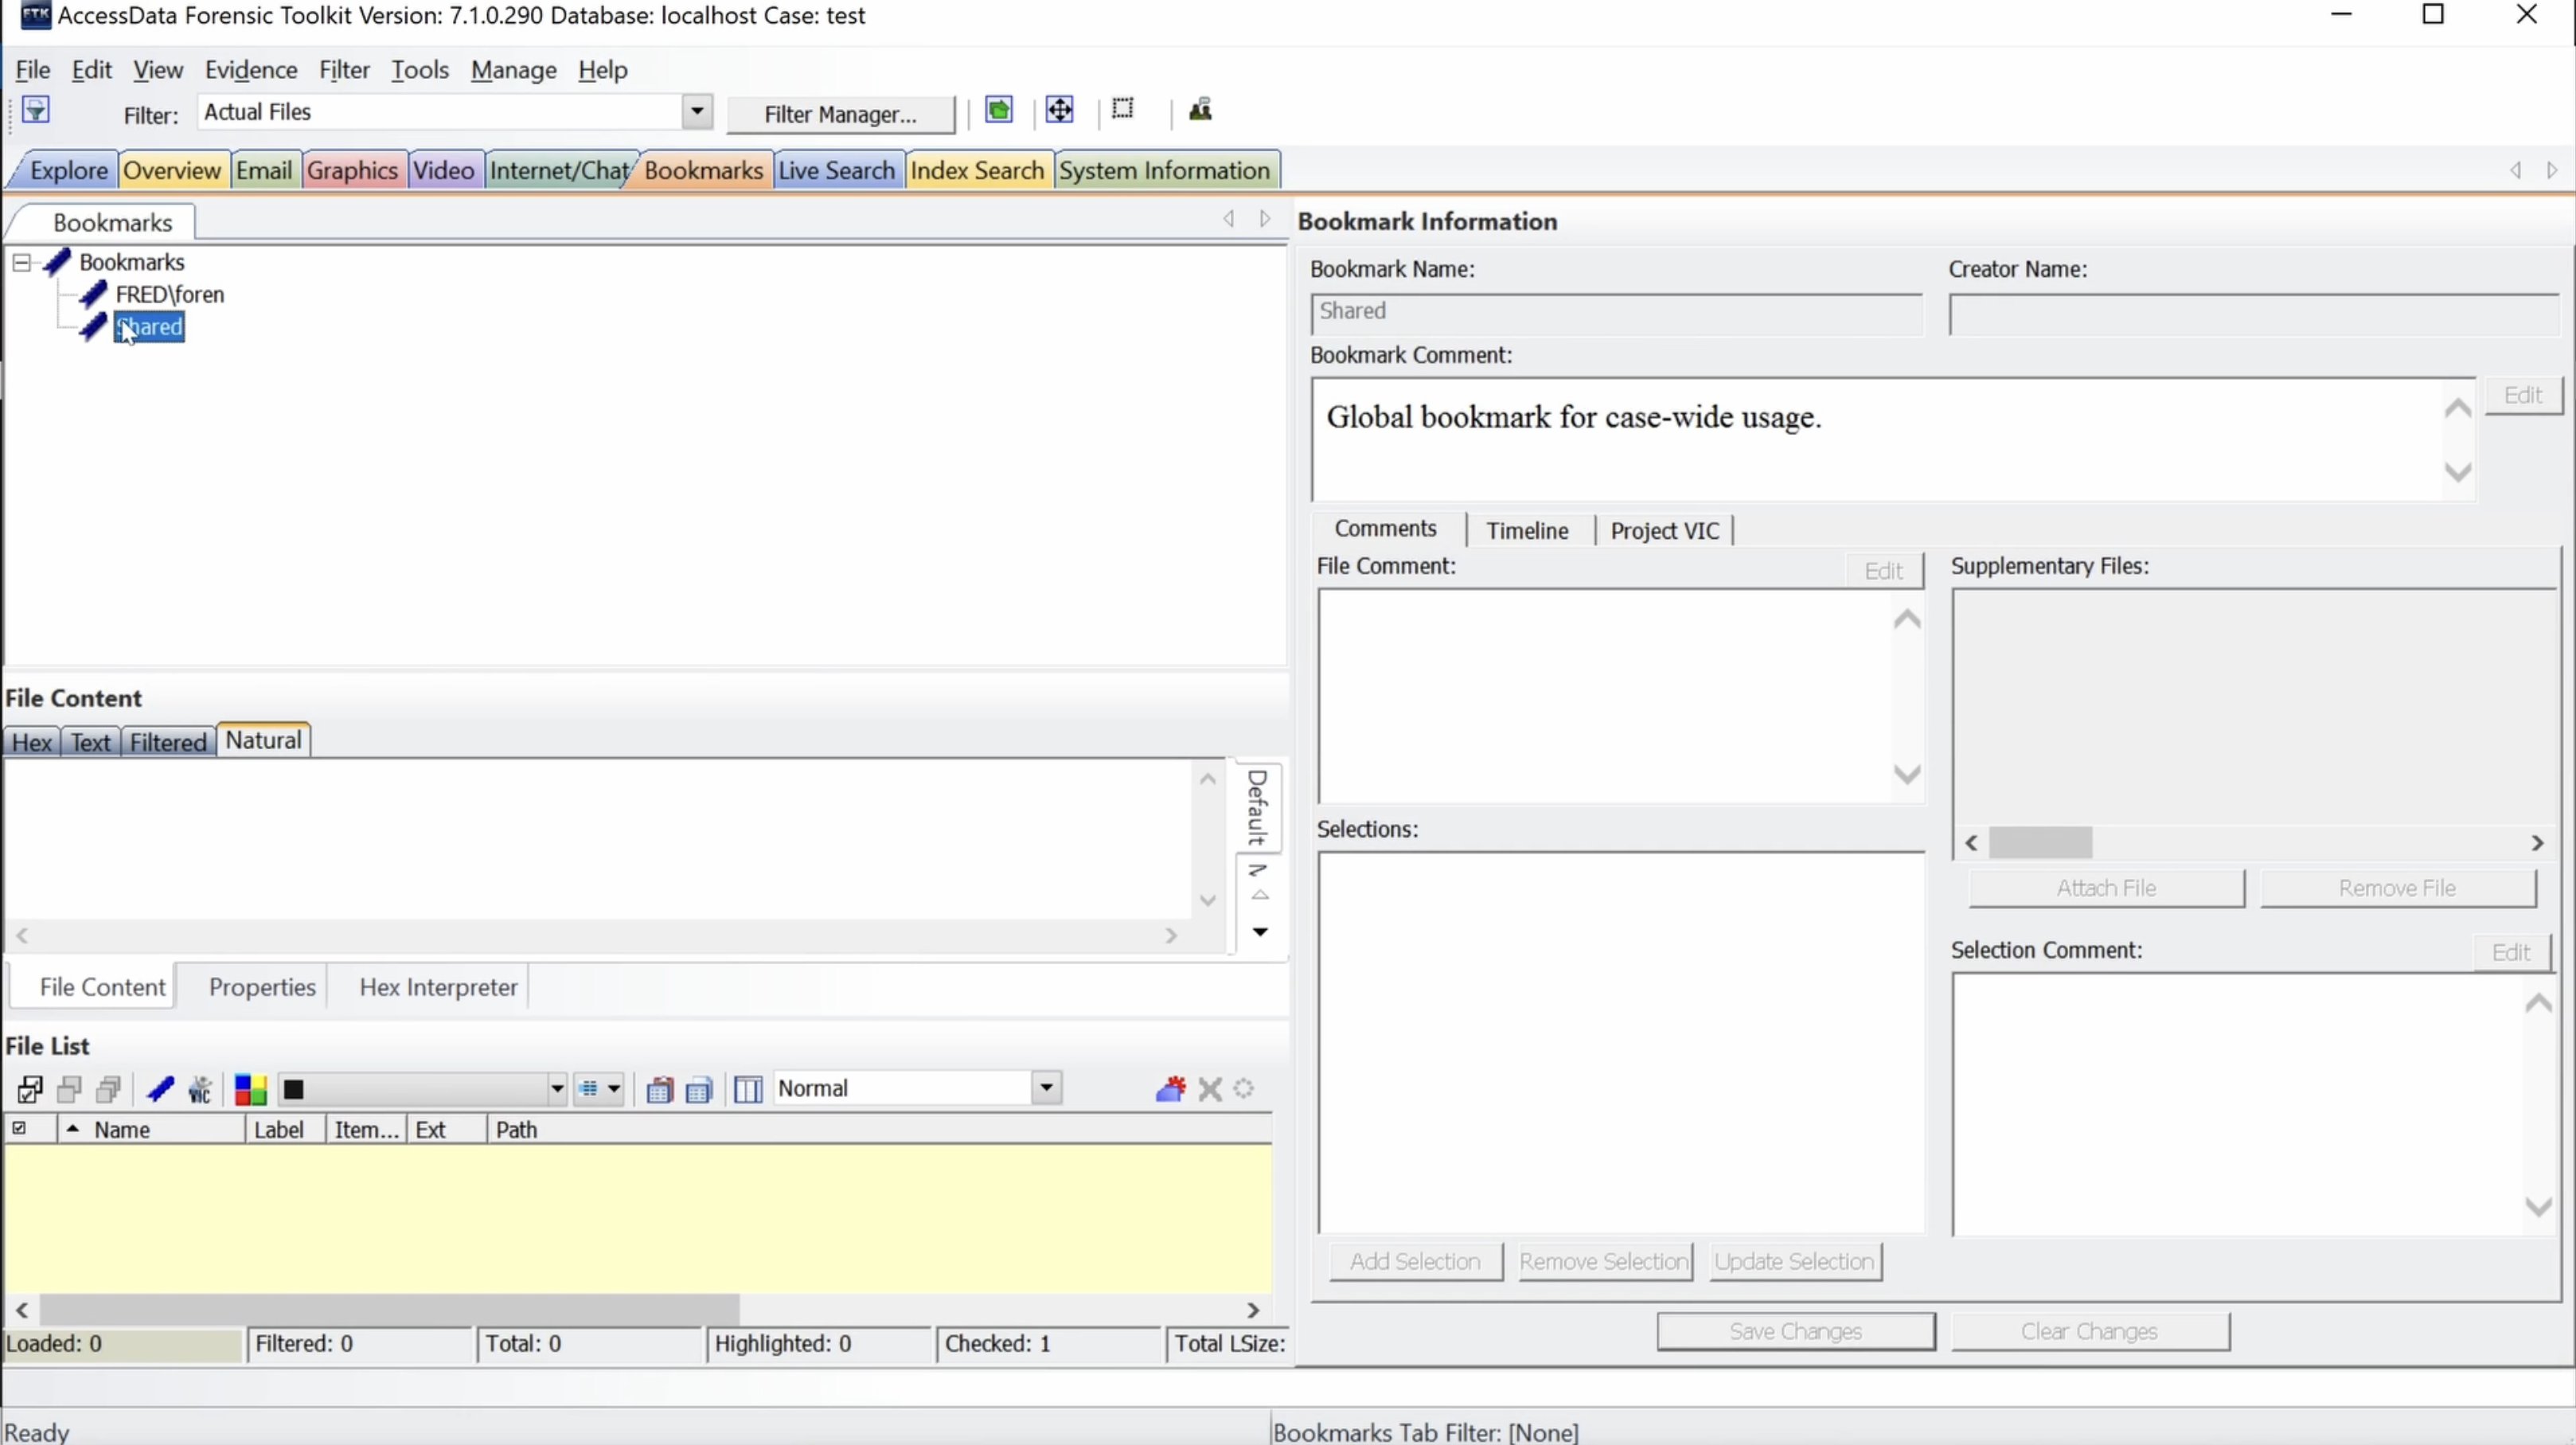 FTK AccessData Forensic Toolkit Version: 7.1.0.290 Database: localhost Case: test
File Edit View Evidence Filter Tools Manage Help
Filter: Actual Files Filter Manager...
Explore Overview Email Graphics Video Internet/Chat Bookmarks Live Search Index Search System Information
Bookmarks
Bookmarks
FRED\foren
Shared
File Content
Hex Text Filtered Natural
Default
File Content Properties Hex Interpreter
File List
VIC Normal
Name Label Item... Ext Path
Loaded: 0 Filtered: 0 Total: 0 Highlighted: 0 Checked: 1 Total LSize:
Bookmark Information
Bookmark Name: Creator Name:
Shared
Bookmark Comment:
Edit
Global bookmark for case-wide usage.
Comments Timeline Project VIC
File Comment: Edit Supplementary Files:
Selections:
Attach File Remove File
Selection Comment: Edit
Add Selection Remove Selection Update Selection
Save Changes Clear Changes
Ready Bookmarks Tab Filter: [None]